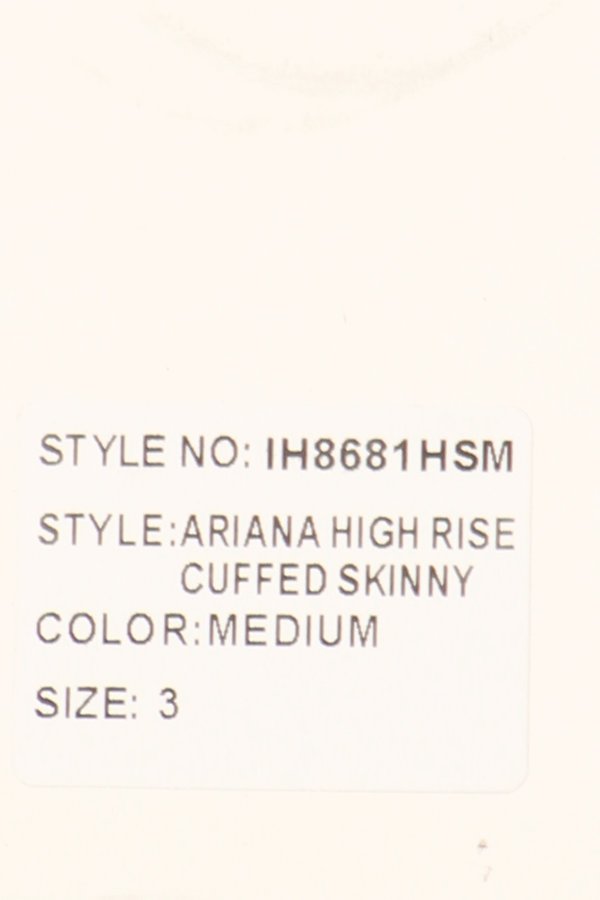 STYLE NO: IH8681HSM
STYLE:ARIANA HIGH RISE
CUFFED SKINNY
COLOR:MEDIUM
SIZE: 3